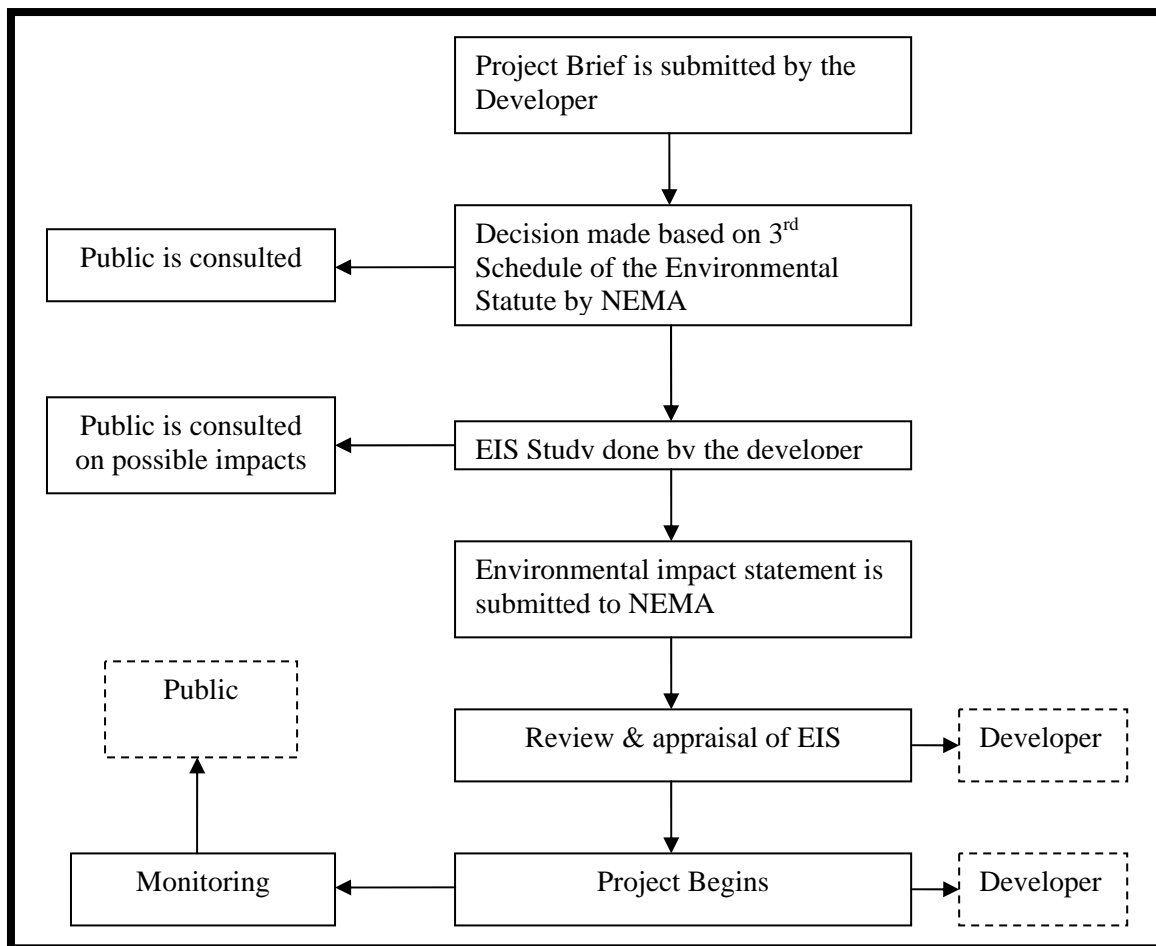 Project Brief is submitted by the
Developer
Public is consulted
Decision made based on 3rd
Schedule of the Environmental
Statute by NEMA
Public is consulted
on possible impacts
EIS Study done by the developer
Environmental impact statement is
submitted to NEMA
Public
Review & appraisal of EIS
Developer
Monitoring
Project Begins
Developer